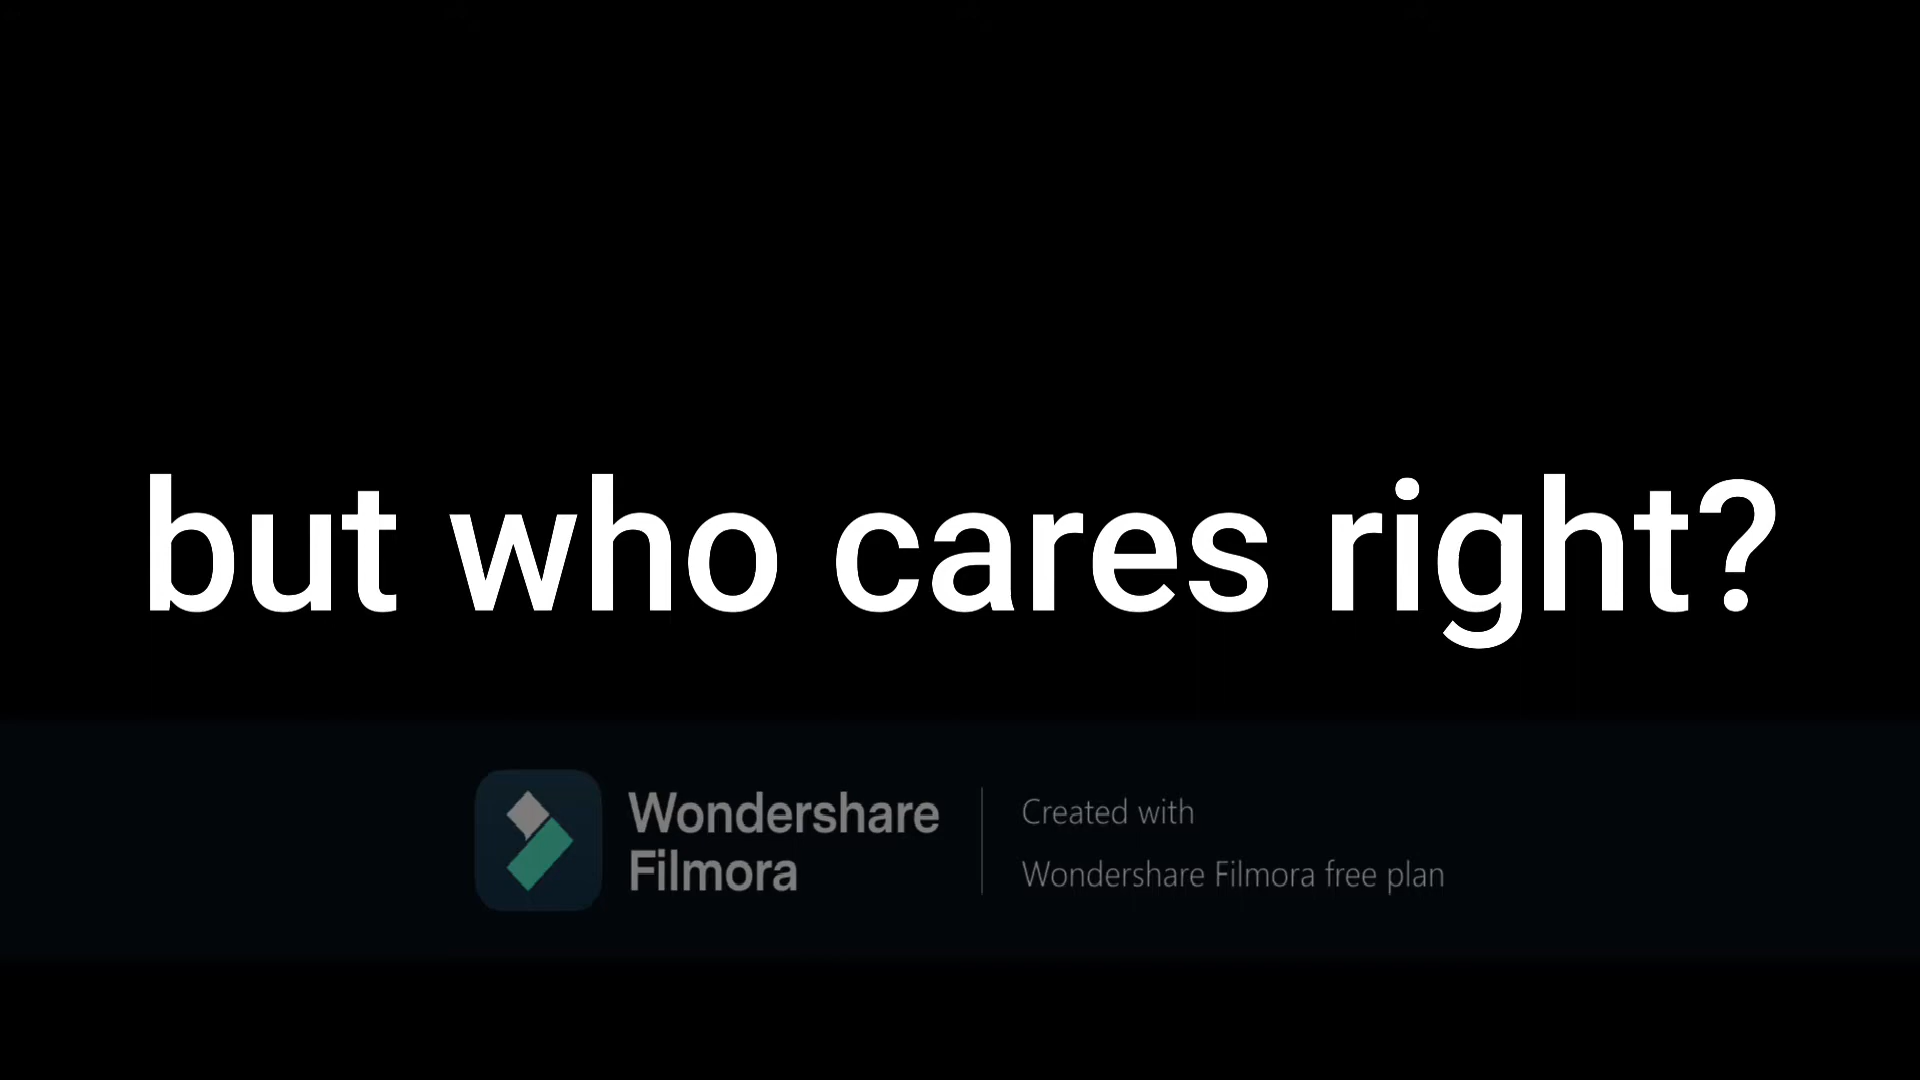 but who cares right?
Wondershare
Filmora
Created with
Wondershare Filmora free plan